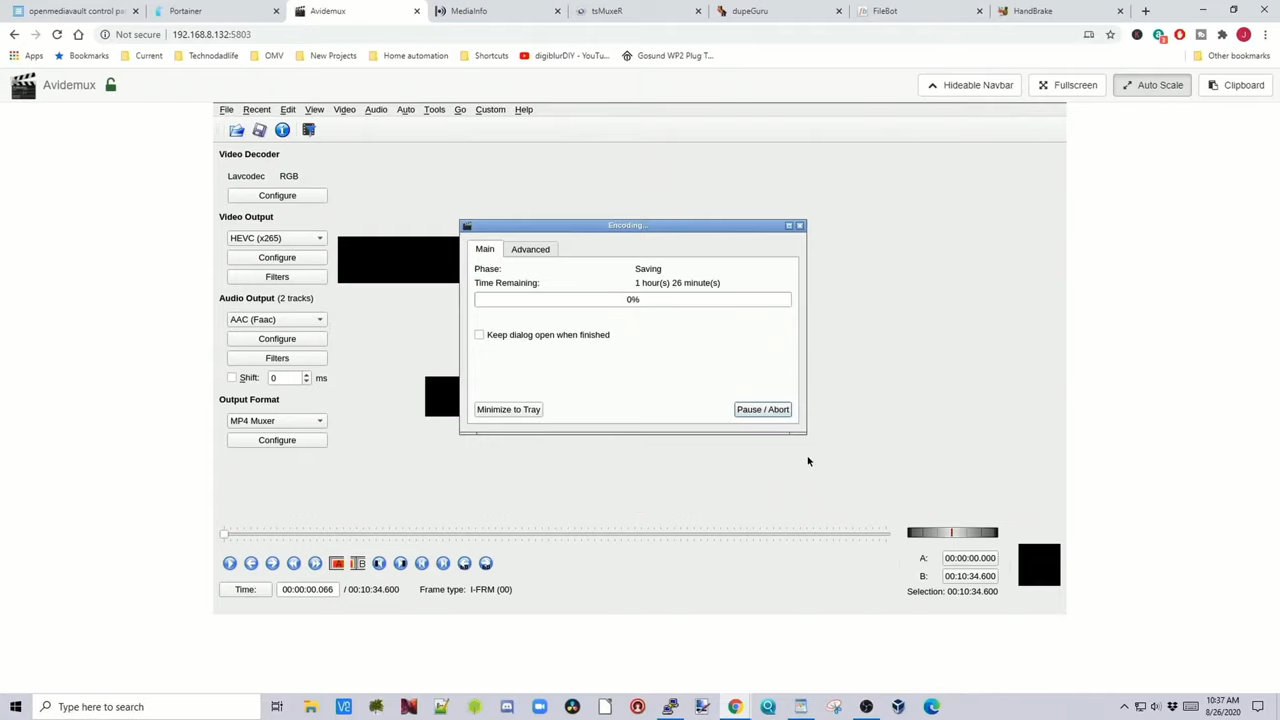 openmediavault control pa
Portainer
Avidemux
MediaInfo
tsMuxeR
dupeGuru
FileBot
HandBrake
Not secure 192.168.8.132:5803
Apps Bookmarks Current Technodadlife OMV New Projects Home automation Shortcuts digiblurDIY - YouTu... Gosund WP2 Plug T... Other bookmarks
Avidemux Hideable Navbar Fullscreen Auto Scale Clipboard
File Recent Edit View Video Audio Auto Tools Go Custom Help
Video Decoder
Lavcodec RGB
Configure
Video Output
HEVC (x265)
Configure
Filters
Audio Output (2 tracks)
AAC (Faac)
Configure
Filters
Shift: 0 ms
Output Format
MP4 Muxer
Configure
Encoding...
Main Advanced
Phase: Saving
Time Remaining: 1 hour(s) 26 minute(s)
0%
Keep dialog open when finished
Minimize to Tray Pause / Abort
A: 00:00:00.000
B: 00:10:34.600
Selection: 00:10:34.600
Time: 00:00:00.066 / 00:10:34.600 Frame type: I-FRM (00)
Type here to search
10:37 AM
8/26/2020